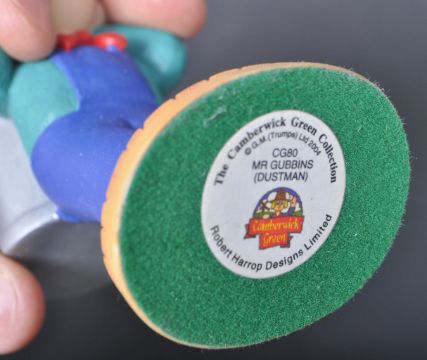 The Camberwick Green Collection
© G.M. (Trumps) Ltd 2004
CG80
MR GUBBINS
(DUSTMAN)
Camberwick
Green
Robert Harrop Designs Limited